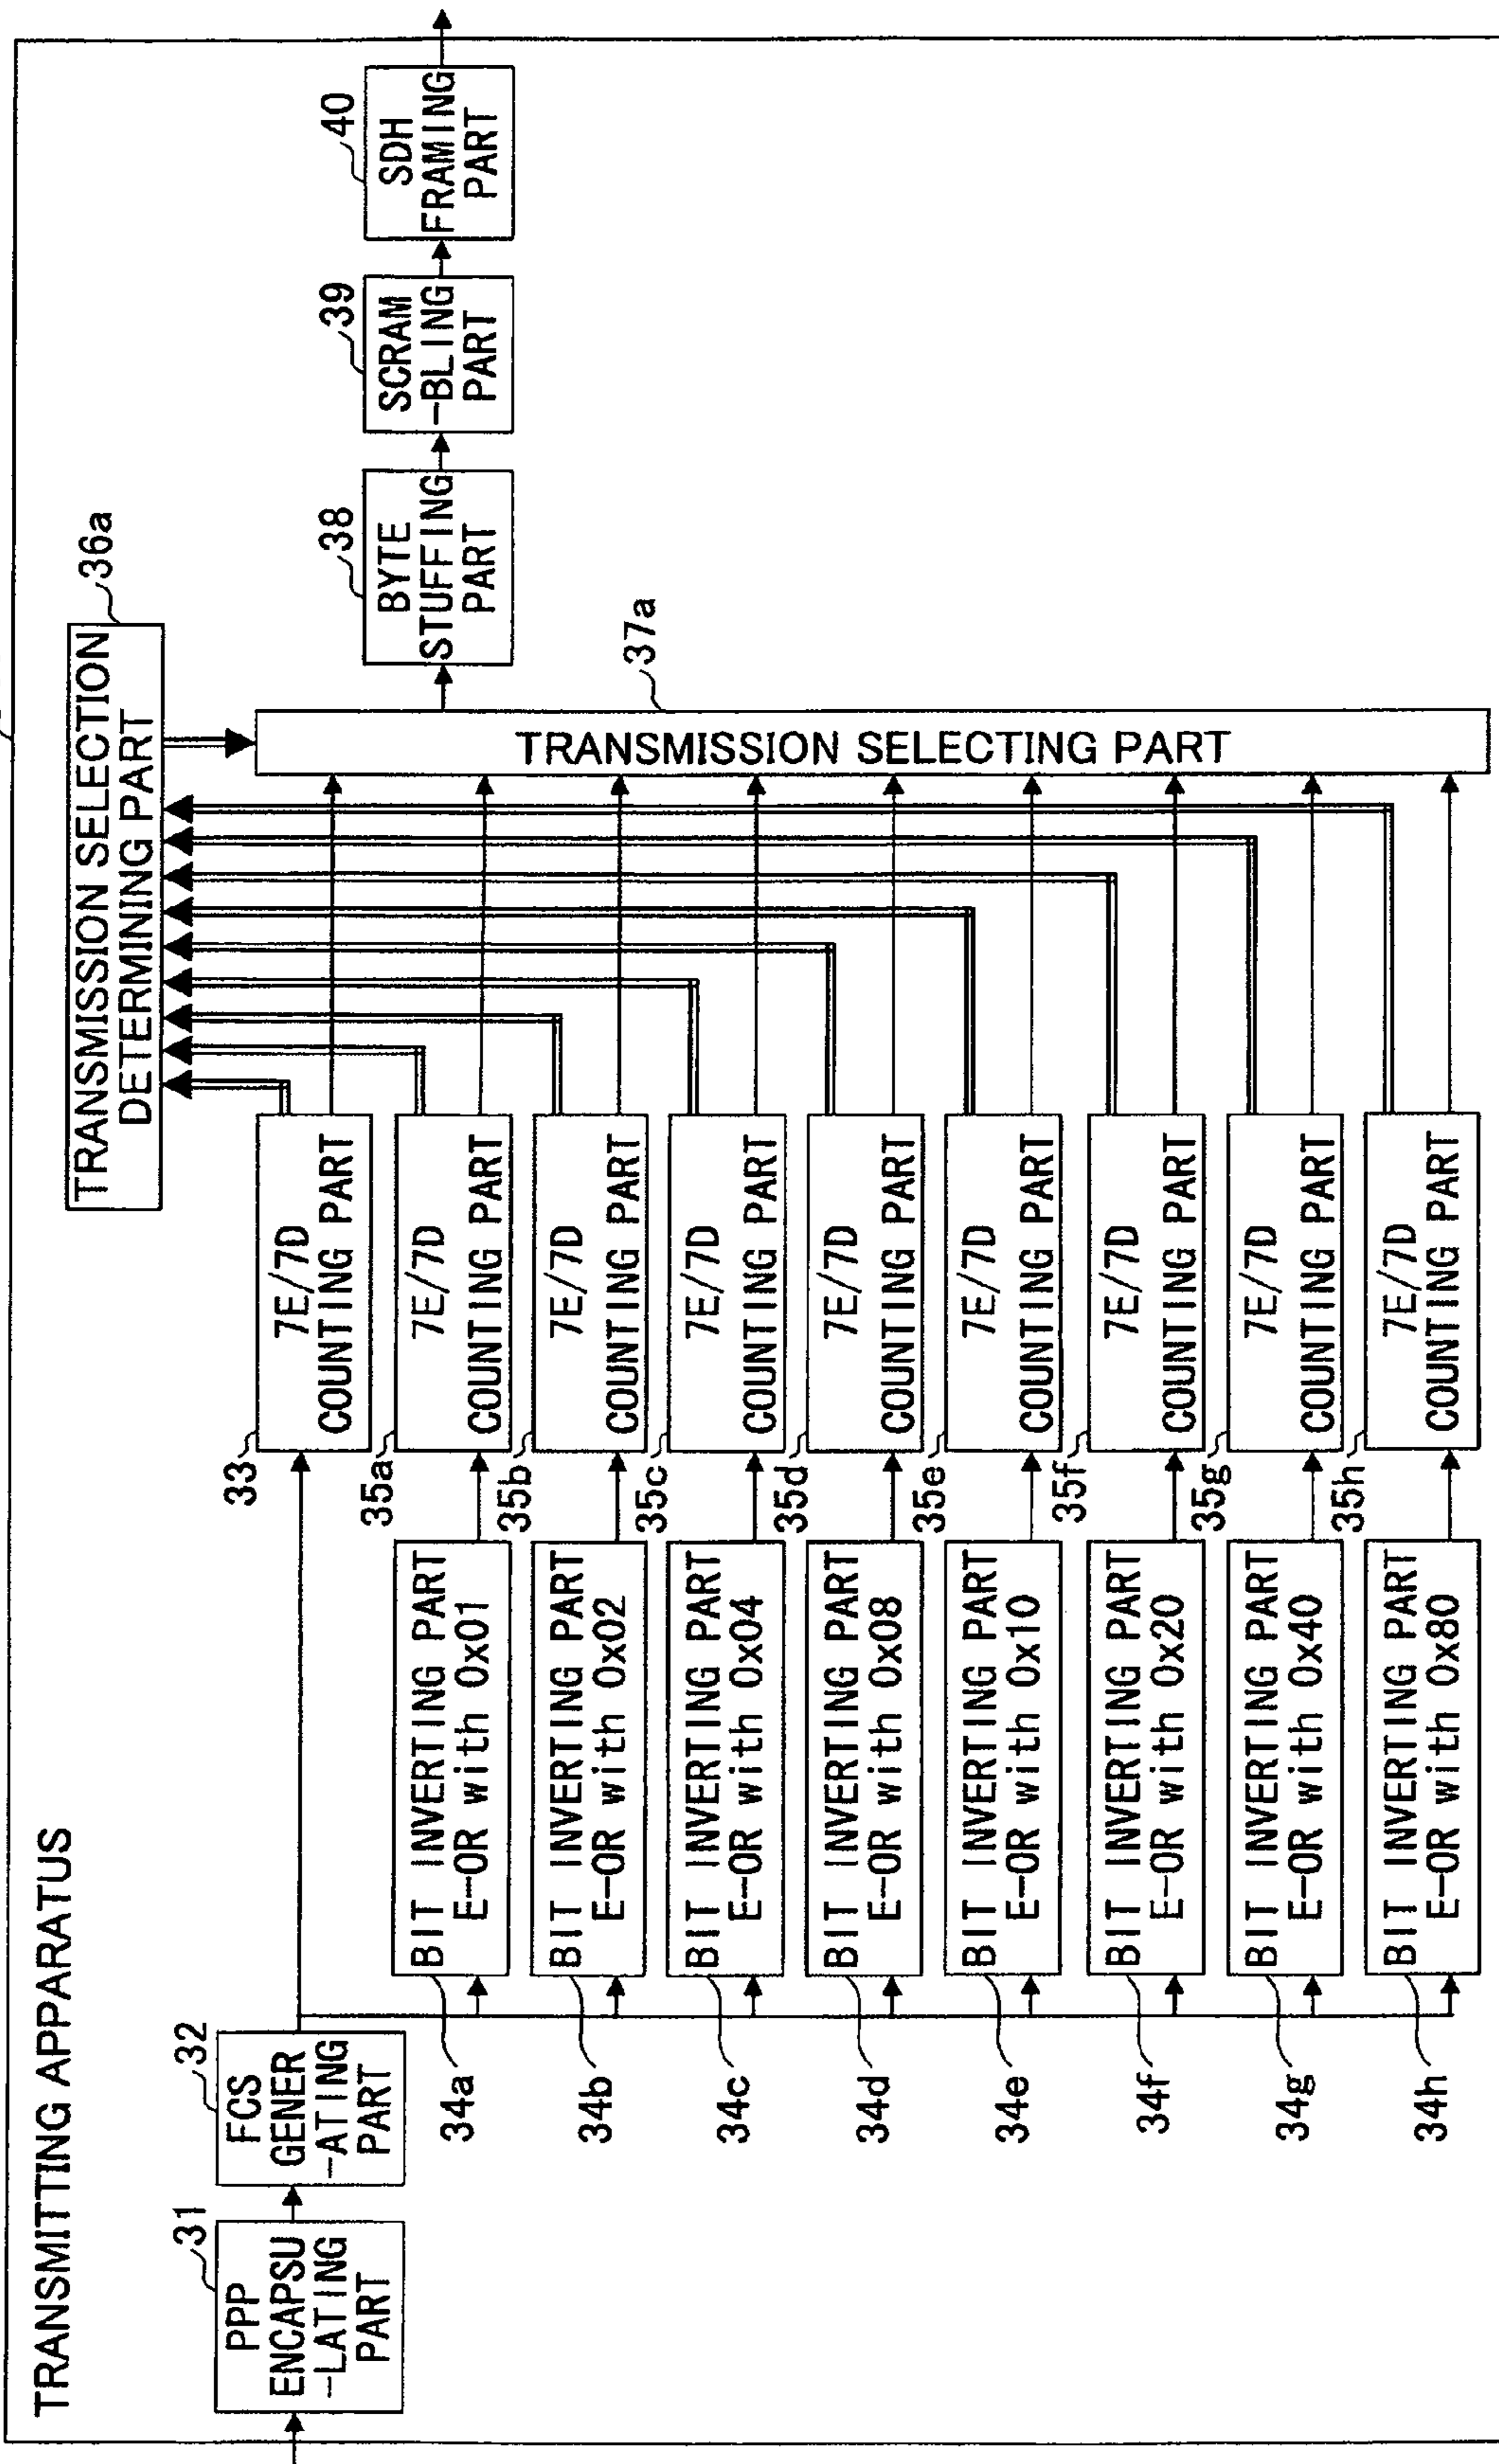 TRANSMITTING APPARATUS
31
PPP
ENCAPSU
-LATING
PART
32
FCS
GENER
-ATING
PART
33
7E/7D
COUNTING PART
34a
BIT INVERTING PART
E-OR with 0x01
35a
7E/7D
COUNTING PART
34b
BIT INVERTING PART
E-OR with 0x02
35b
7E/7D
COUNTING PART
34c
BIT INVERTING PART
E-OR with 0x04
35c
7E/7D
COUNTING PART
34d
BIT INVERTING PART
E-OR with 0x08
35d
7E/7D
COUNTING PART
34e
BIT INVERTING PART
E-OR with 0x10
35e
7E/7D
COUNTING PART
34f
BIT INVERTING PART
E-OR with 0x20
35f
7E/7D
COUNTING PART
34g
BIT INVERTING PART
E-OR with 0x40
35g
7E/7D
COUNTING PART
34h
BIT INVERTING PART
E-OR with 0x80
35h
7E/7D
COUNTING PART
TRANSMISSION SELECTION
DETERMINING PART
36a
TRANSMISSION SELECTING PART
37a
38
BYTE
STUFFING
PART
39
SCRAM
-BLING
PART
40
SDH
FRAMING
PART